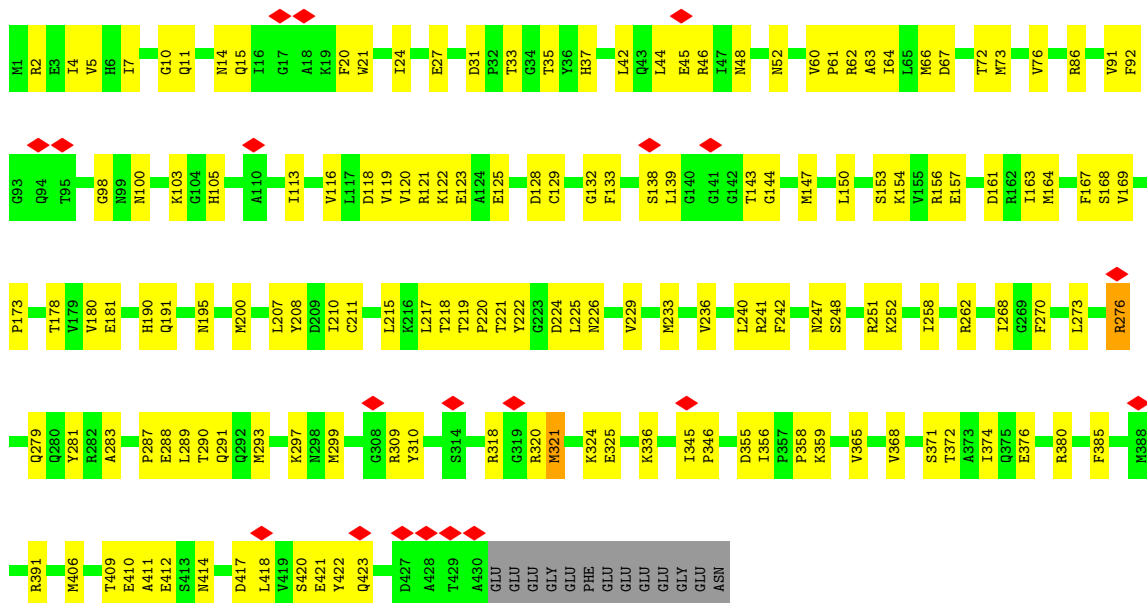 M1 R2 E3 I4 V5 H6 I7 G10 Q11 N14 Q15 I16 G17 A18 K19 F20 W21 I24 E27 D31 P32 T33 G34 T35 Y36 H37 L42 Q43 L44 E45 R46 I47 N48 N52 V60 P61 R62 A63 I64 L65 M66 D67 T72 M73 V76 R86 V91 F92
G93 Q94 T95 G98 N99 N100 K103 G104 H105 A110 I113 V116 L117 D118 V119 V120 R121 K122 E123 A124 E125 D128 C129 G132 F133 S138 L139 G140 G141 G142 T143 G144 M147 L150 S153 K154 V155 R156 E157 D161 R162 I163 M164 F167 S168 V169
P173 T178 V179 V180 E181 H190 Q191 N195 M200 L207 Y208 D209 I210 C211 L215 K216 L217 T218 T219 P220 T221 Y222 G223 D224 L225 N226 V229 M233 V236 L240 R241 F242 N247 S248 R251 K252 I258 R262 I268 G269 F270 L273 R276
Q279 Q280 Y281 R282 A283 P287 E288 L289 T290 Q291 Q292 M293 K297 N298 M299 G308 R309 Y310 S314 R318 G319 R320 M321 K324 E325 K336 I345 P346 D355 I356 P357 P358 K359 V365 V368 S371 T372 A373 I374 Q375 E376 R380 F385 M388
R391 M406 T409 E410 A411 E412 S413 N414 D417 L418 V419 S420 E421 Y422 Q423 D427 A428 T429 A430 GLU GLU GLU GLY GLU PHE GLU GLU GLU GLU GLY GLU ASN